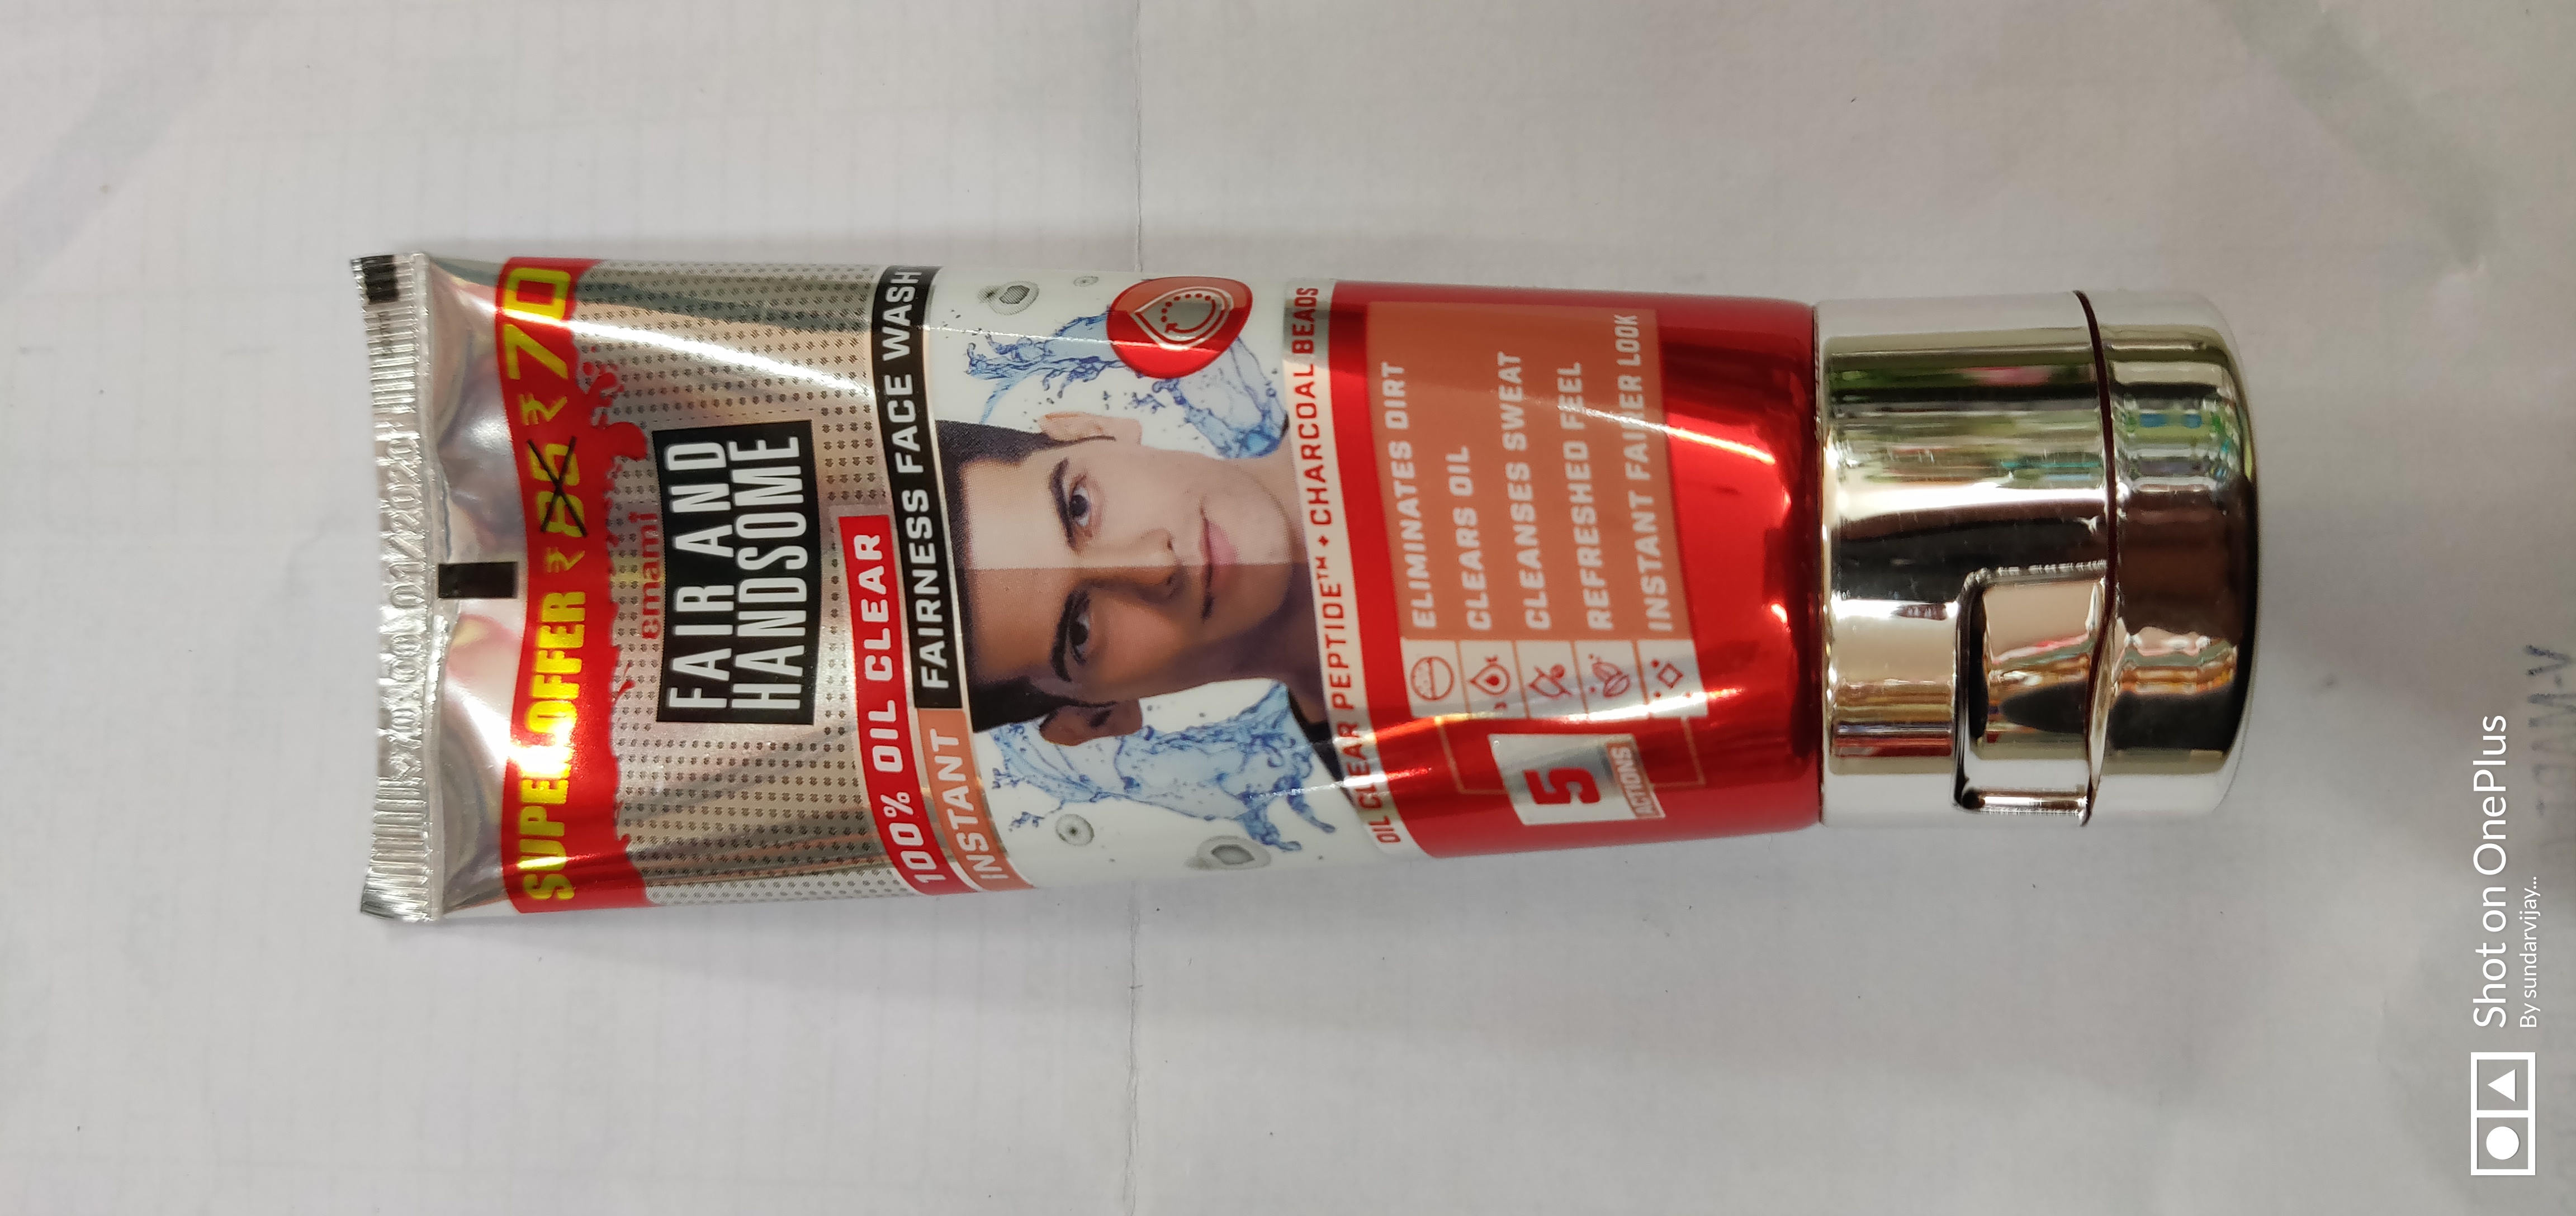 01/2020
SUPER OFFER ₹85 ₹70
emami
FAIR AND
HANDSOME
100% OIL CLEAR
INSTANT FAIRNESS FACE WASH
OIL CLEAR PEPTIDE™ + CHARCOAL BEADS
5
ACTIONS
ELIMINATES DIRT
CLEARS OIL
CLEANSES SWEAT
REFRESHED FEEL
INSTANT FAIRER LOOK
Shot on OnePlus
By sundarvijay...